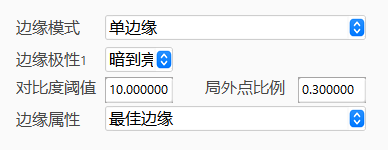 边缘模式 单边缘
边缘极性1 暗到亮
对比度阈值 10.000000 局外点比例 0.300000
边缘属性 最佳边缘